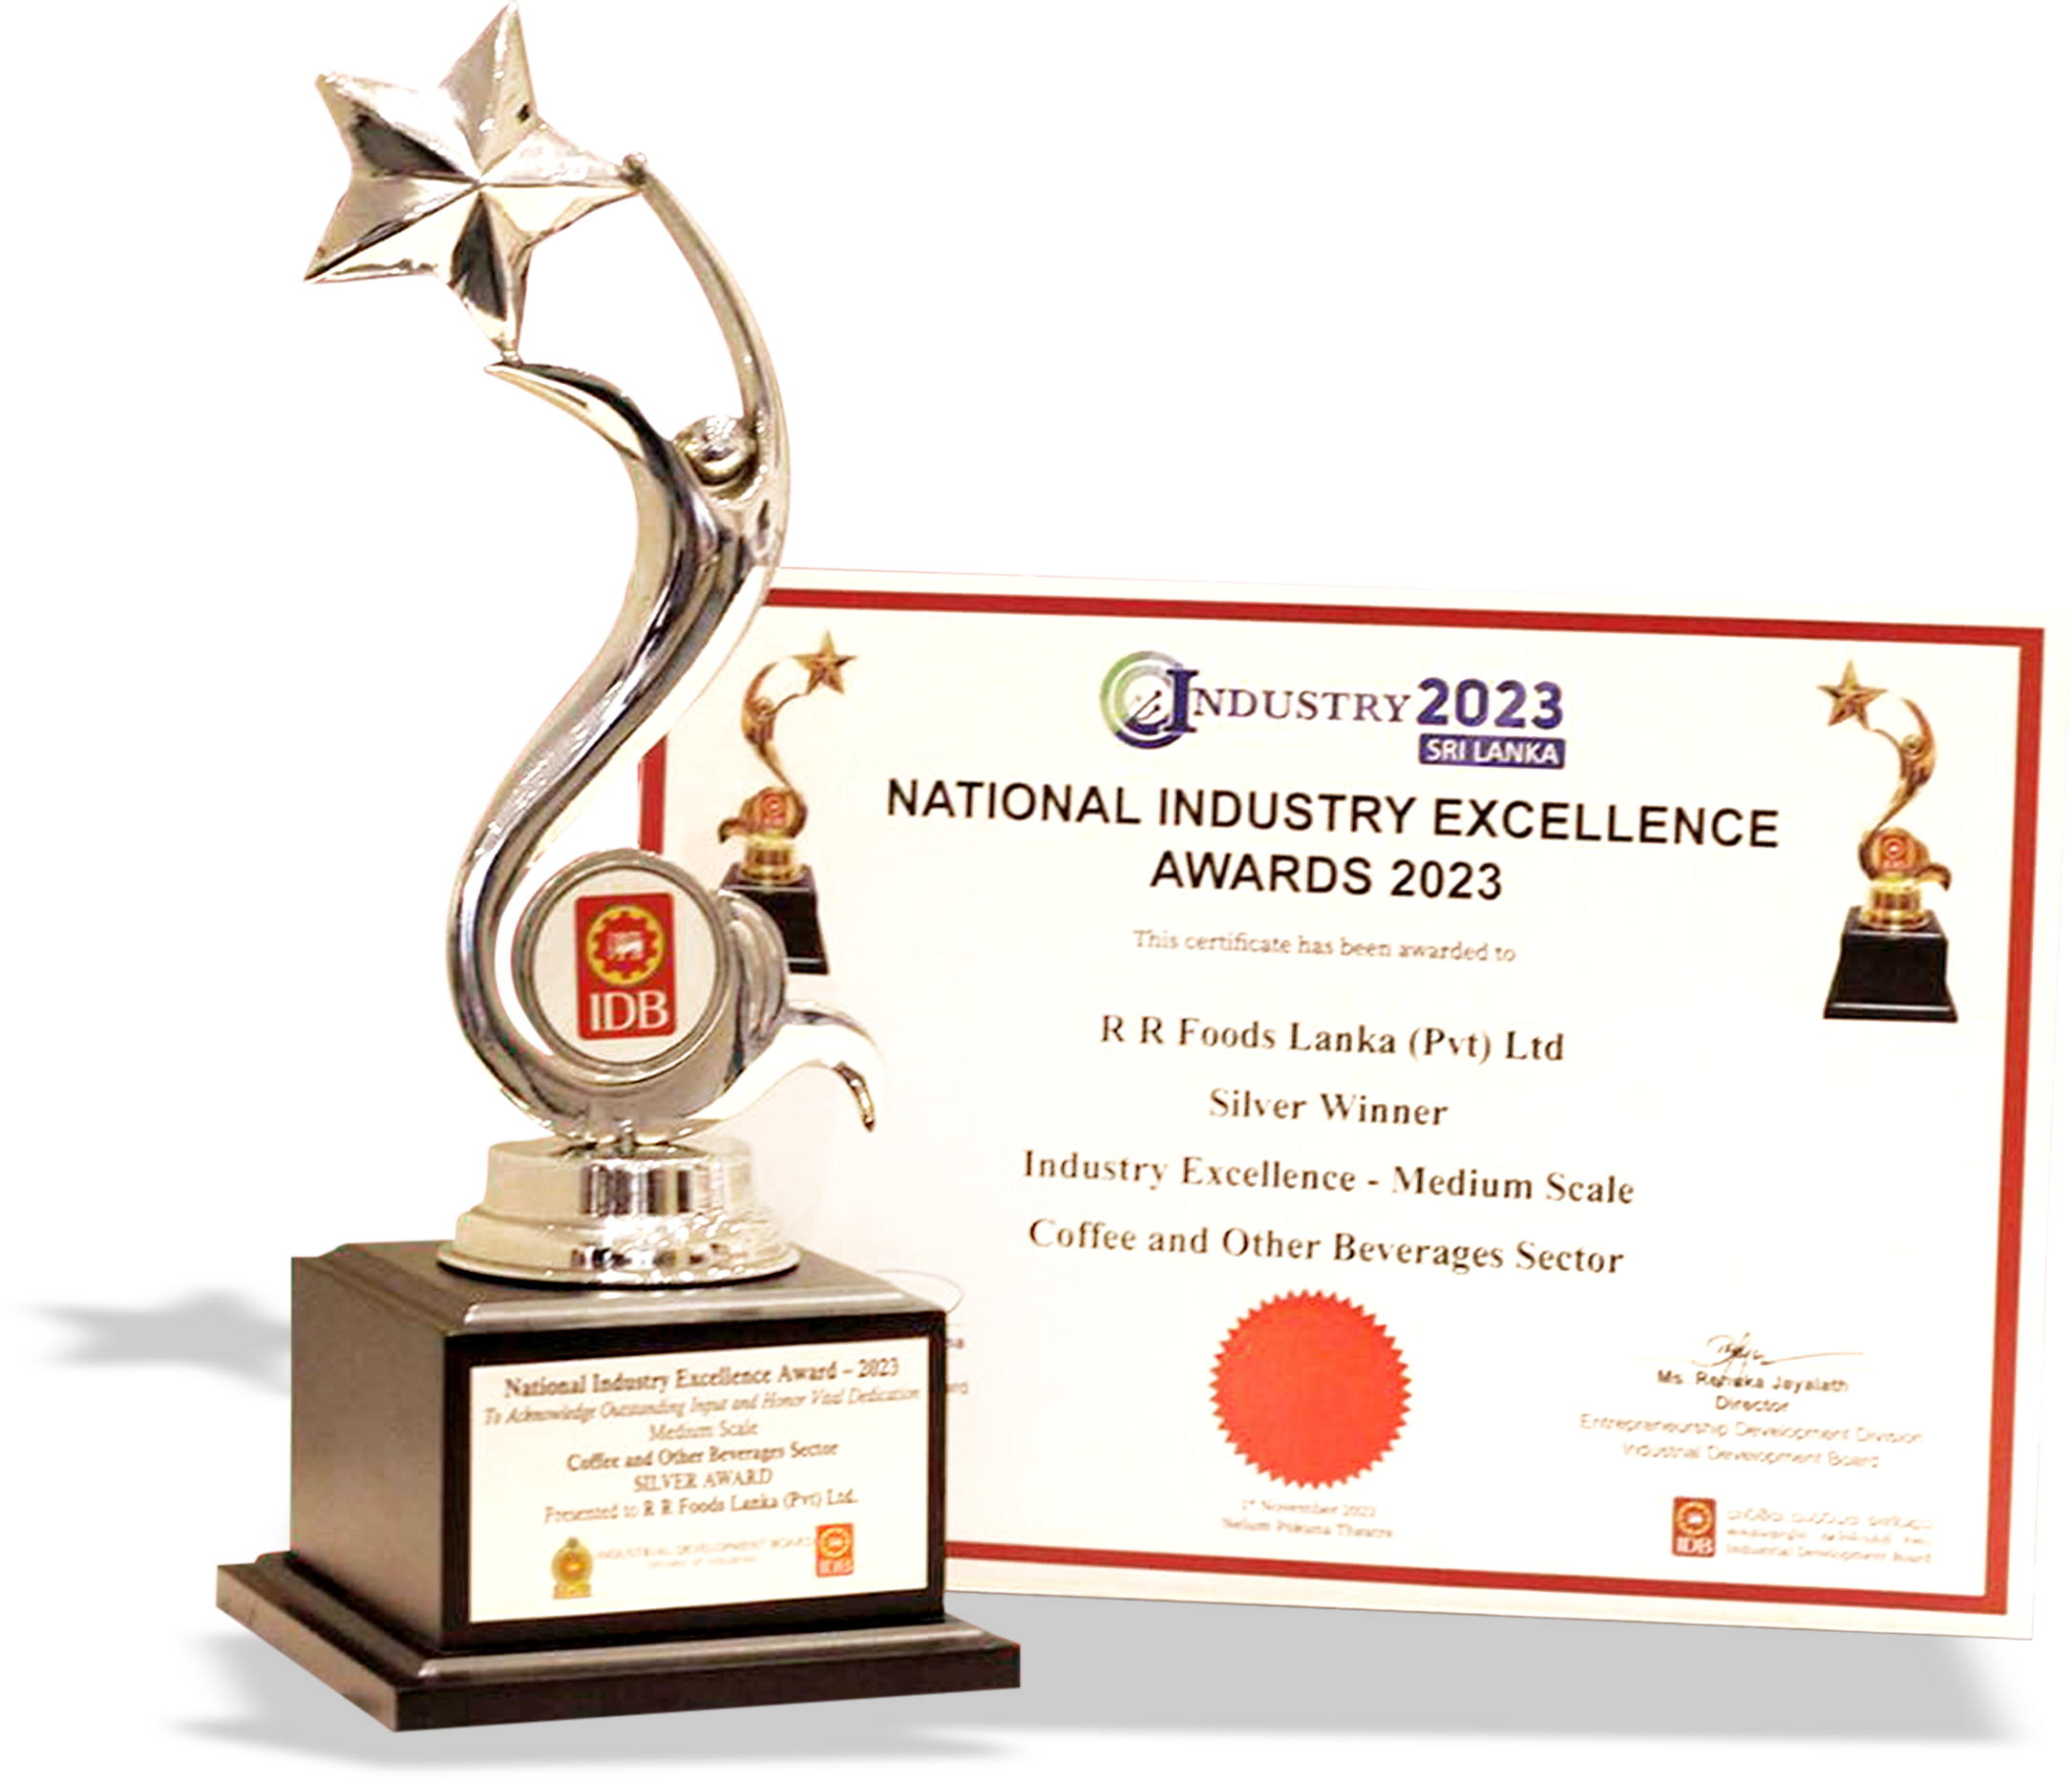 IDB
National Industry Excellence Award – 2023
To Acknowledge Outstanding Input and Honor Vital Dedication
Medium Scale
Coffee and Other Beverages Sector
SILVER AWARD
Presented to R R Foods Lanka (Pvt) Ltd.
INDUSTRIAL DEVELOPMENT BOARD
IDB
INDUSTRY 2023
SRI LANKA
NATIONAL INDUSTRY EXCELLENCE
AWARDS 2023
This certificate has been awarded to
R R Foods Lanka (Pvt) Ltd
Silver Winner
Industry Excellence - Medium Scale
Coffee and Other Beverages Sector
1st November 2023
Nelum Pokuna Theatre
Ms. Jayalath
Director
Entrepreneurship Development Division
Industrial Development Board
IDB
Industrial Development Board